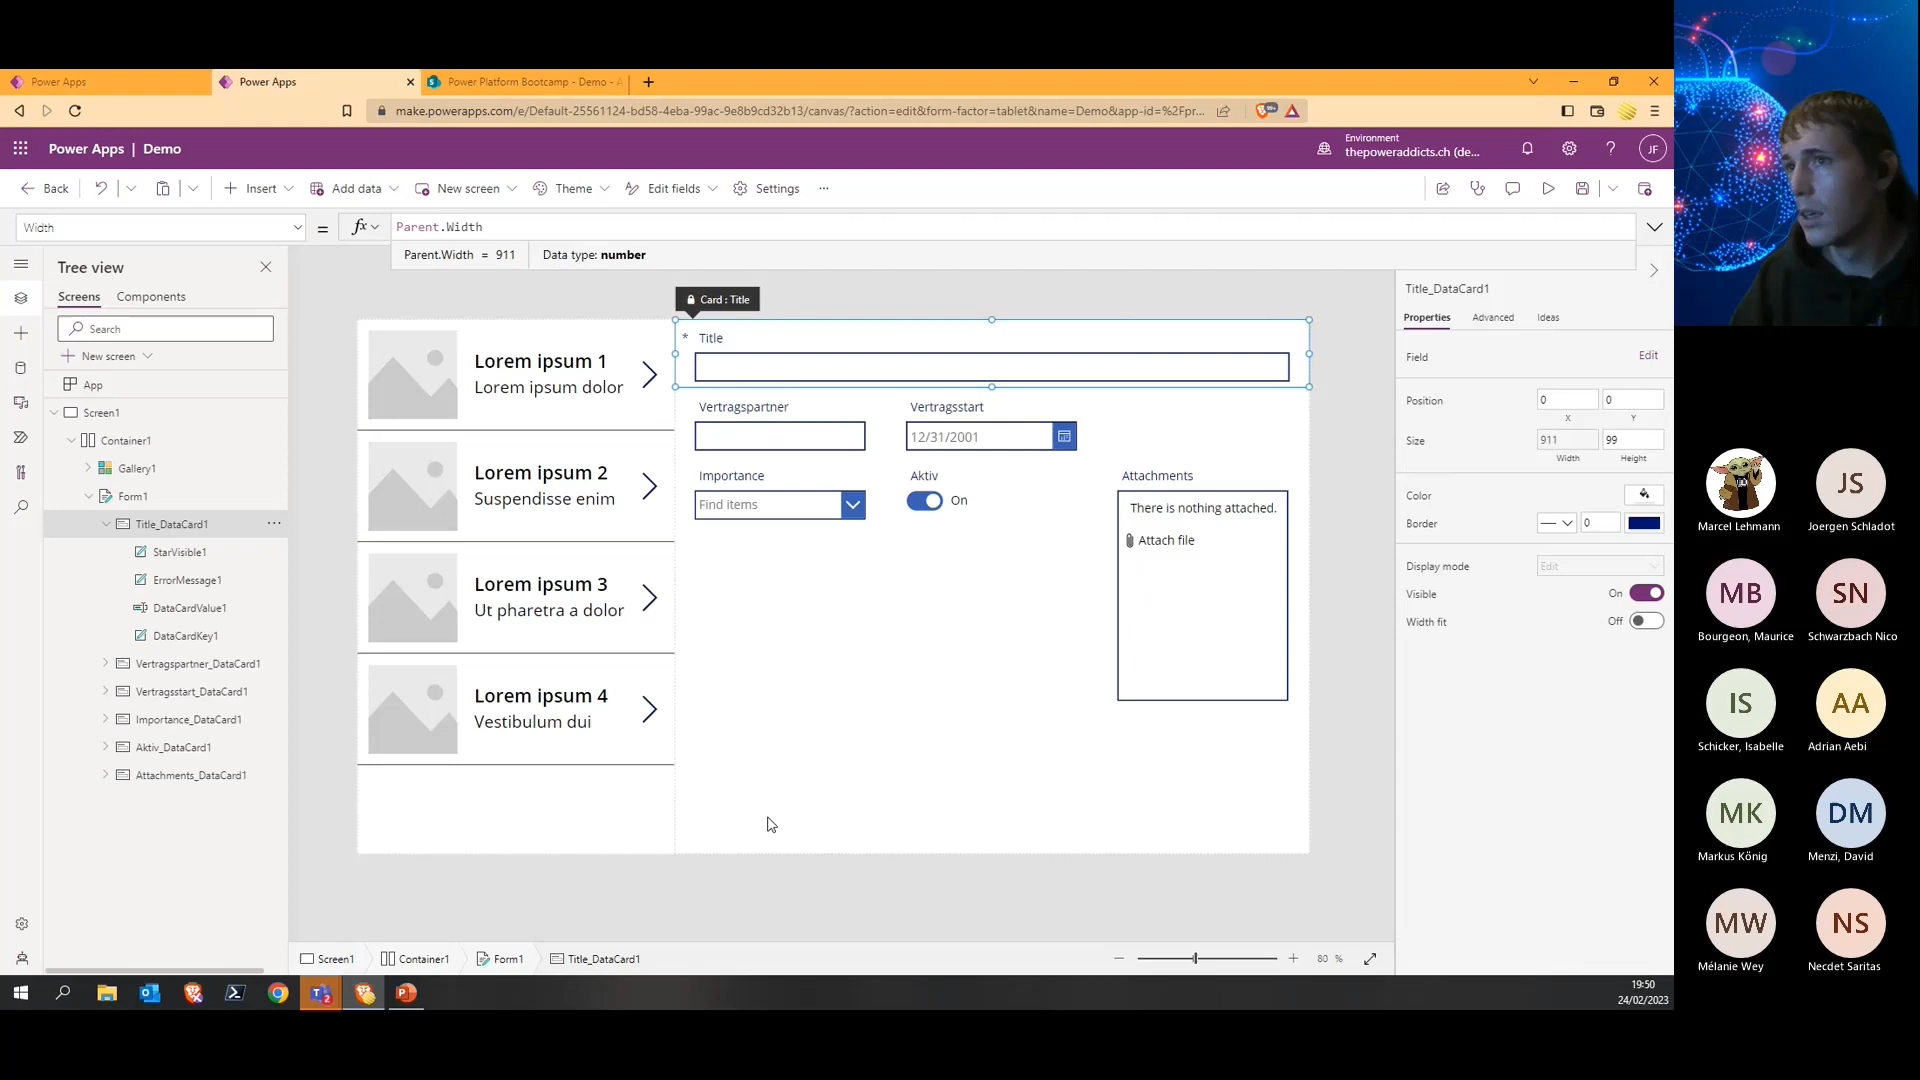 Power Apps
Power Apps
Power Platform Bootcamp - Demo - A
make.powerapps.com/e/Default-25561124-bd58-4eba-99ac-9e8b9cd32b13/canvas/?action=edit&form-factor=tablet&name=Demo&app-id=%2Fpr...
99+
Power Apps | Demo
Environment
thepoweraddicts.ch (de...
JF
Back
Insert
Add data
New screen
Theme
Edit fields
Settings
Width
=
fx
Parent.Width
Parent.Width = 911
Data type: number
Tree view
Screens
Components
Search
New screen
App
Screen1
Container1
Gallery1
Form1
Title_DataCard1
StarVisible1
ErrorMessage1
DataCardValue1
DataCardKey1
Vertragspartner_DataCard1
Vertragsstart_DataCard1
Importance_DataCard1
Aktiv_DataCard1
Attachments_DataCard1
Lorem ipsum 1
Lorem ipsum dolor
Lorem ipsum 2
Suspendisse enim
Lorem ipsum 3
Ut pharetra a dolor
Lorem ipsum 4
Vestibulum dui
Card : Title
* Title
Vertragspartner
Vertragsstart
12/31/2001
Importance
Aktiv
Attachments
Find items
On
There is nothing attached.
Attach file
Title_DataCard1
Properties
Advanced
Ideas
Field
Edit
Position
0
0
X
Y
Size
911
99
Width
Height
Color
Border
0
Display mode
Edit
Visible
On
Width fit
Off
Screen1
Container1
Form1
Title_DataCard1
80 %
19:50
24/02/2023
Marcel Lehmann
JS
Joergen Schladot
MB
Bourgeon, Maurice
SN
Schwarzbach Nico
IS
Schicker, Isabelle
AA
Adrian Aebi
MK
Markus König
DM
Menzi, David
MW
Mélanie Wey
NS
Necdet Saritas